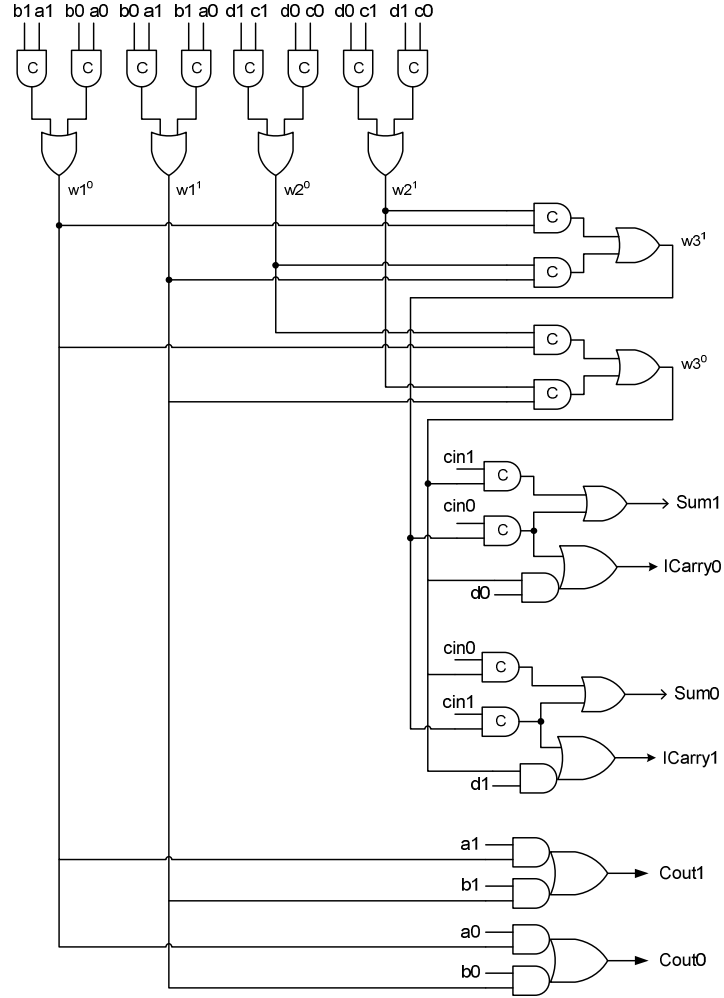 b1 a1 b0 a0 b0 a1 b1 a0 d1 c1 d0 c0 d0 c1 d1 c0
C C C C C C C C
w1⁰ w1¹ w2⁰ w2¹
C
w3¹
C
C
w3⁰
C
cin1
C
Sum1
cin0
C
ICarry0
d0
cin0
C
Sum0
cin1
C
ICarry1
d1
a1
Cout1
b1
a0
Cout0
b0